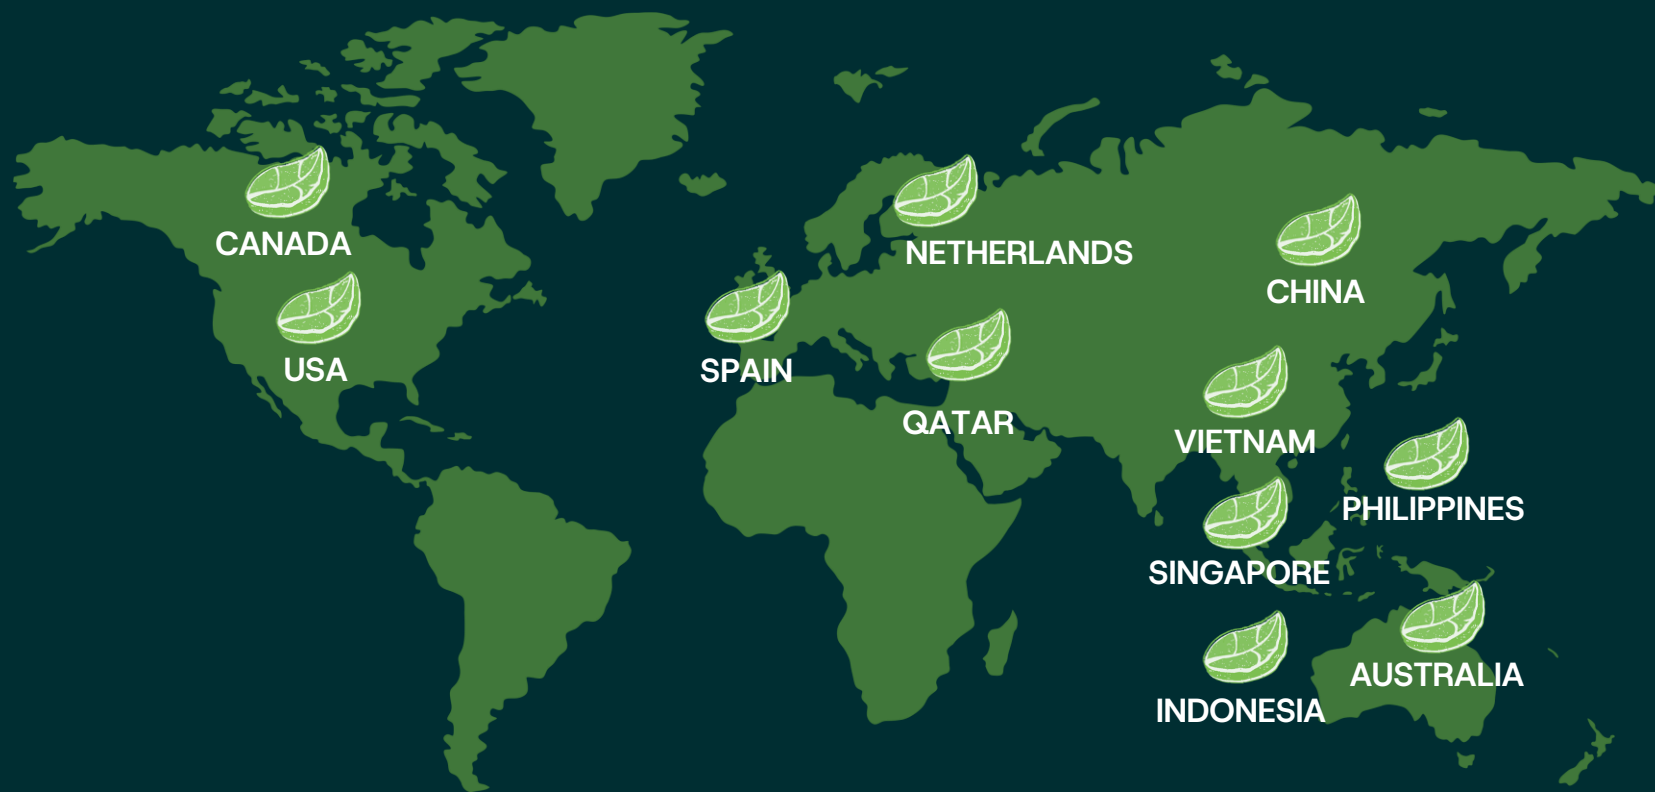 CANADA
NETHERLANDS
CHINA
USA
SPAIN
QATAR
VIETNAM
PHILIPPINES
SINGAPORE
AUSTRALIA
INDONESIA